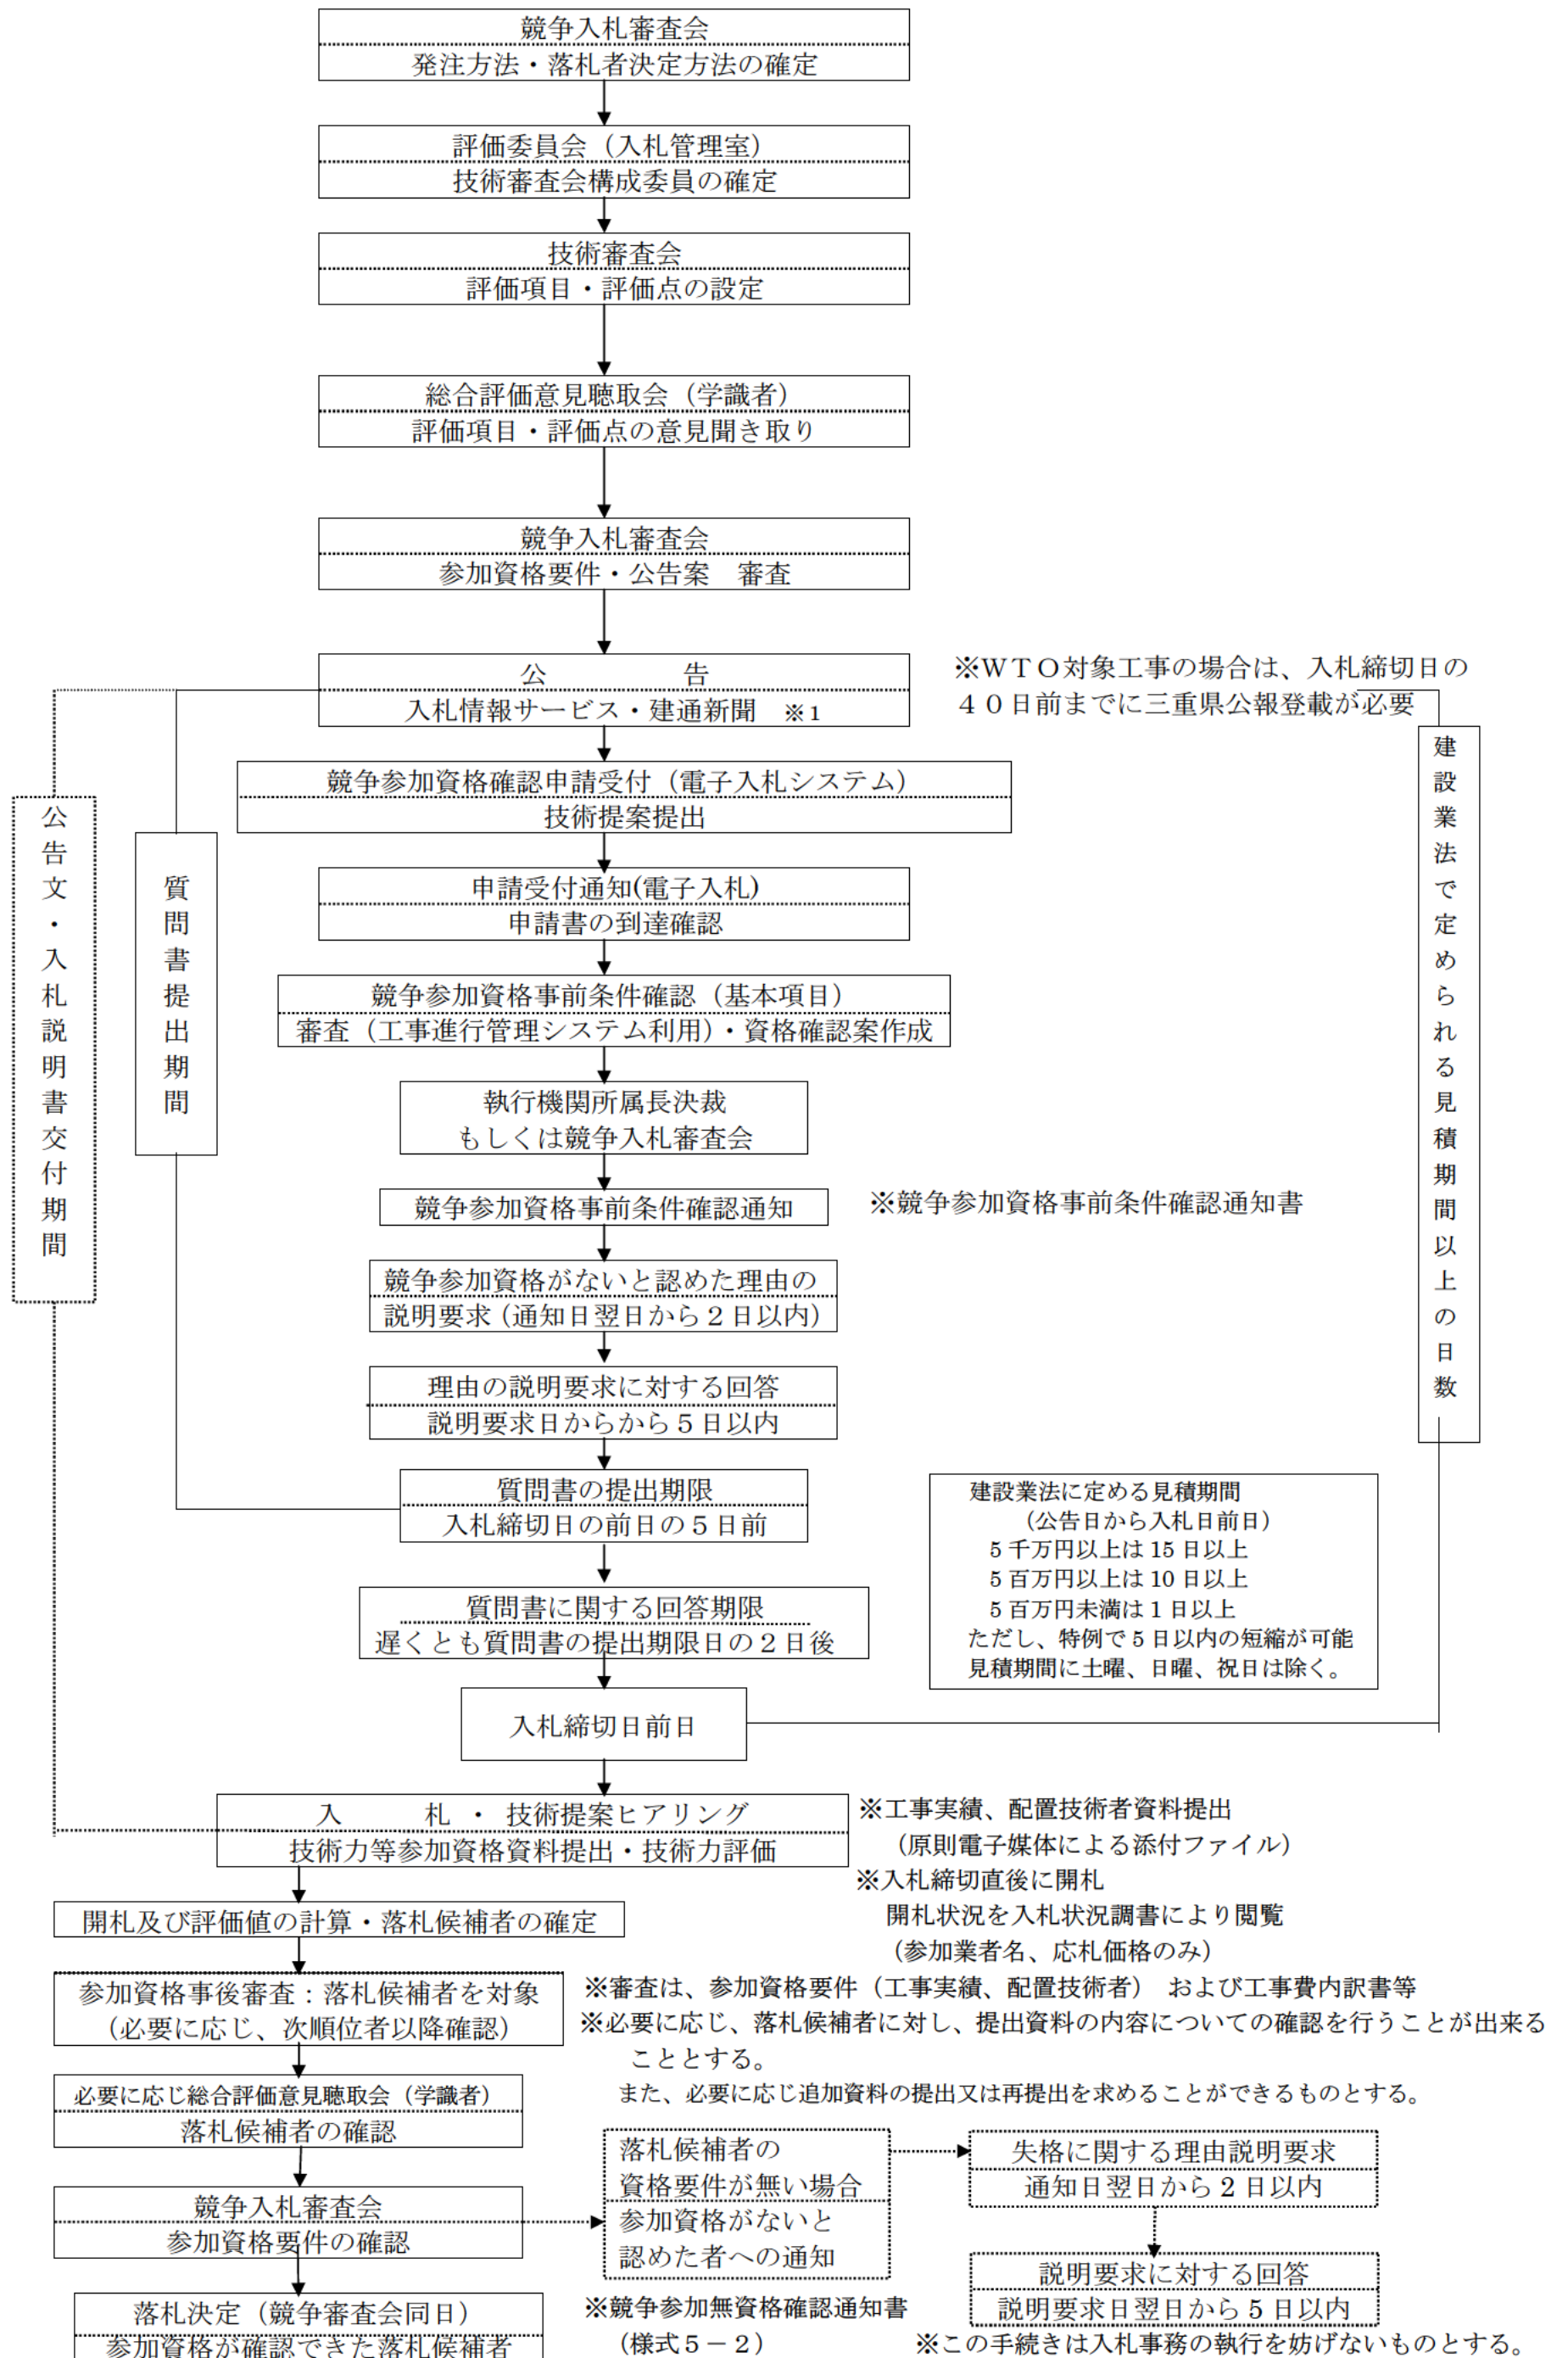 競争入札審査会
発注方法・落札者決定方法の確定
評価委員会（入札管理室）
技術審査会構成委員の確定
技術審査会
評価項目・評価点の設定
総合評価意見聴取会（学識者）
評価項目・評価点の意見聞き取り
競争入札審査会
参加資格要件・公告案　審査
公　　　　　告
入札情報サービス・建通新聞　※1
※ＷＴＯ対象工事の場合は、入札締切日の
４０日前までに三重県公報登載が必要
競争参加資格確認申請受付（電子入札システム）
技術提案提出
公告文・入札説明書交付期間
質問書提出期間
建設業法で定められる見積期間以上の日数
申請受付通知(電子入札)
申請書の到達確認
競争参加資格事前条件確認（基本項目）
審査（工事進行管理システム利用）・資格確認案作成
執行機関所属長決裁
もしくは競争入札審査会
競争参加資格事前条件確認通知
※競争参加資格事前条件確認通知書
競争参加資格がないと認めた理由の
説明要求（通知日翌日から２日以内）
理由の説明要求に対する回答
説明要求日からから５日以内
質問書の提出期限
入札締切日の前日の５日前
質問書に関する回答期限
遅くとも質問書の提出期限日の２日後
建設業法に定める見積期間
（公告日から入札日前日）
５千万円以上は 15 日以上
５百万円以上は 10 日以上
５百万円未満は 1 日以上
ただし、特例で 5 日以内の短縮が可能
見積期間に土曜、日曜、祝日は除く。
入札締切日前日
入　　　札 ・ 技術提案ヒアリング
技術力等参加資格資料提出・技術力評価
※工事実績、配置技術者資料提出
（原則電子媒体による添付ファイル）
※入札締切直後に開札
開札状況を入札状況調書により閲覧
（参加業者名、応札価格のみ）
開札及び評価値の計算・落札候補者の確定
参加資格事後審査：落札候補者を対象
（必要に応じ、次順位者以降確認）
※審査は、参加資格要件（工事実績、配置技術者） および工事費内訳書等
※必要に応じ、落札候補者に対し、提出資料の内容についての確認を行うことが出来る
こととする。
また、必要に応じ追加資料の提出又は再提出を求めることができるものとする。
必要に応じ総合評価意見聴取会（学識者）
落札候補者の確認
競争入札審査会
参加資格要件の確認
落札候補者の
資格要件が無い場合
参加資格がないと
認めた者への通知
失格に関する理由説明要求
通知日翌日から２日以内
説明要求に対する回答
説明要求日翌日から５日以内
落札決定（競争審査会同日）
参加資格が確認できた落札候補者
※競争参加無資格確認通知書
（様式５－２）
※この手続きは入札事務の執行を妨げないものとする。